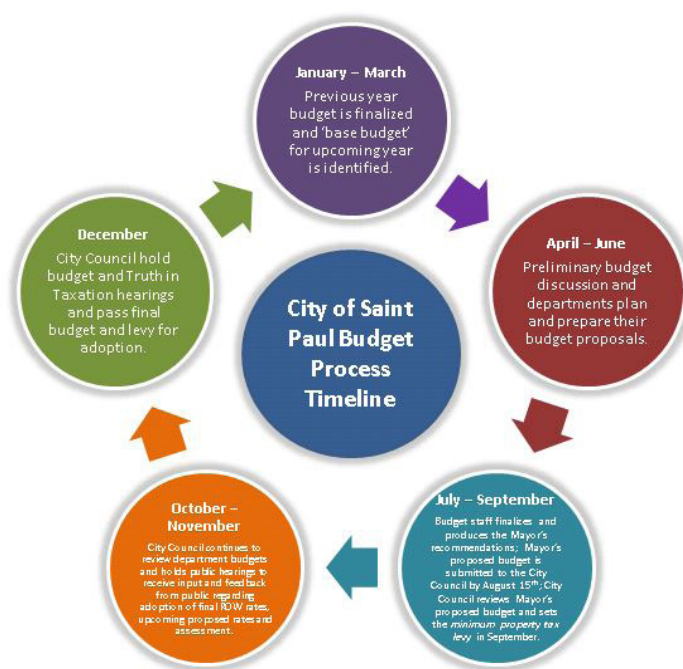 January – March
Previous year
budget is finalized
and ‘base budget’
for upcoming year
is identified.
April – June
Preliminary budget
discussion and
departments plan
and prepare their
budget proposals.
July – September
Budget staff finalizes and
produces the Mayor’s
recommendations; Mayor’s
proposed budget is
submitted to the City
Council by August 15th; City
Council reviews Mayor’s
proposed budget and sets
the minimum property tax
levy in September.
October –
November
City Council continues to
review department budgets
and holds public hearings to
receive input and feedback
from public regarding
adoption of final ROW rates,
upcoming proposed rates and
assessment.
December
City Council hold
budget and Truth in
Taxation hearings
and pass final
budget and levy for
adoption.
City of Saint
Paul Budget
Process
Timeline